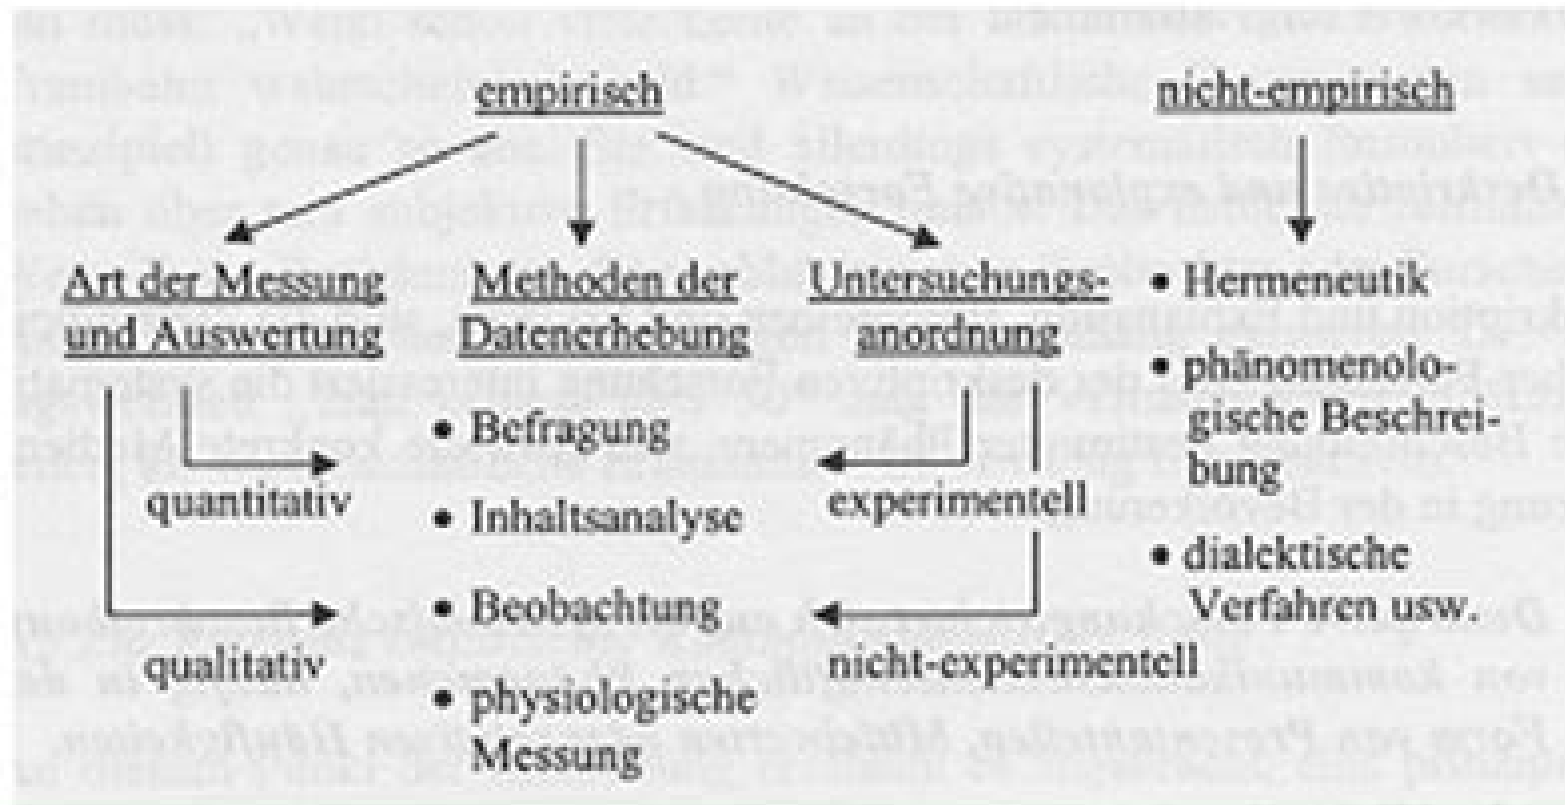 empirisch
nicht-empirisch
Art der Messung
und Auswertung
quantitativ
qualitativ
Methoden der
Datenerhebung
• Befragung
• Inhaltsanalyse
• Beobachtung
• physiologische
Messung
Untersuchungs-
anordnung
experimentell
nicht-experimentell
• Hermeneutik
• phänomenolo-
gische Beschrei-
bung
• dialektische
Verfahren usw.